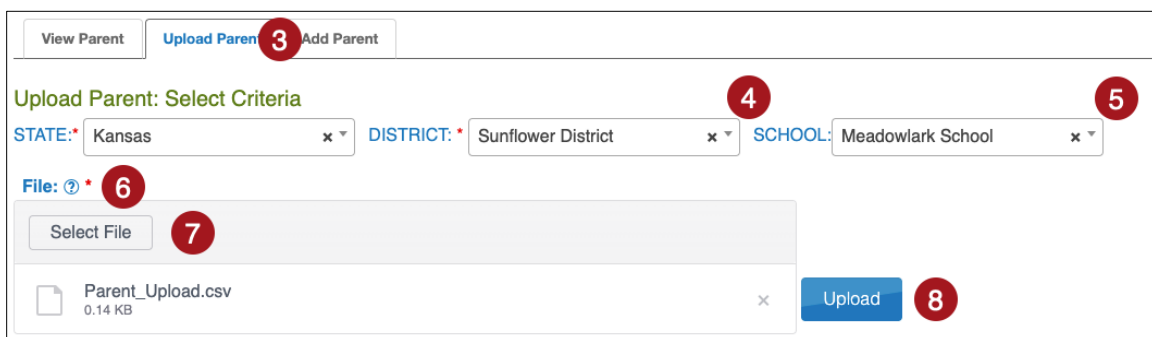 View Parent Upload Parent 3 Add Parent
Upload Parent: Select Criteria 4 5
STATE:* Kansas × DISTRICT: * Sunflower District × SCHOOL: Meadowlark School ×
File: ? * 6
Select File 7
Parent_Upload.csv
0.14 KB × Upload 8